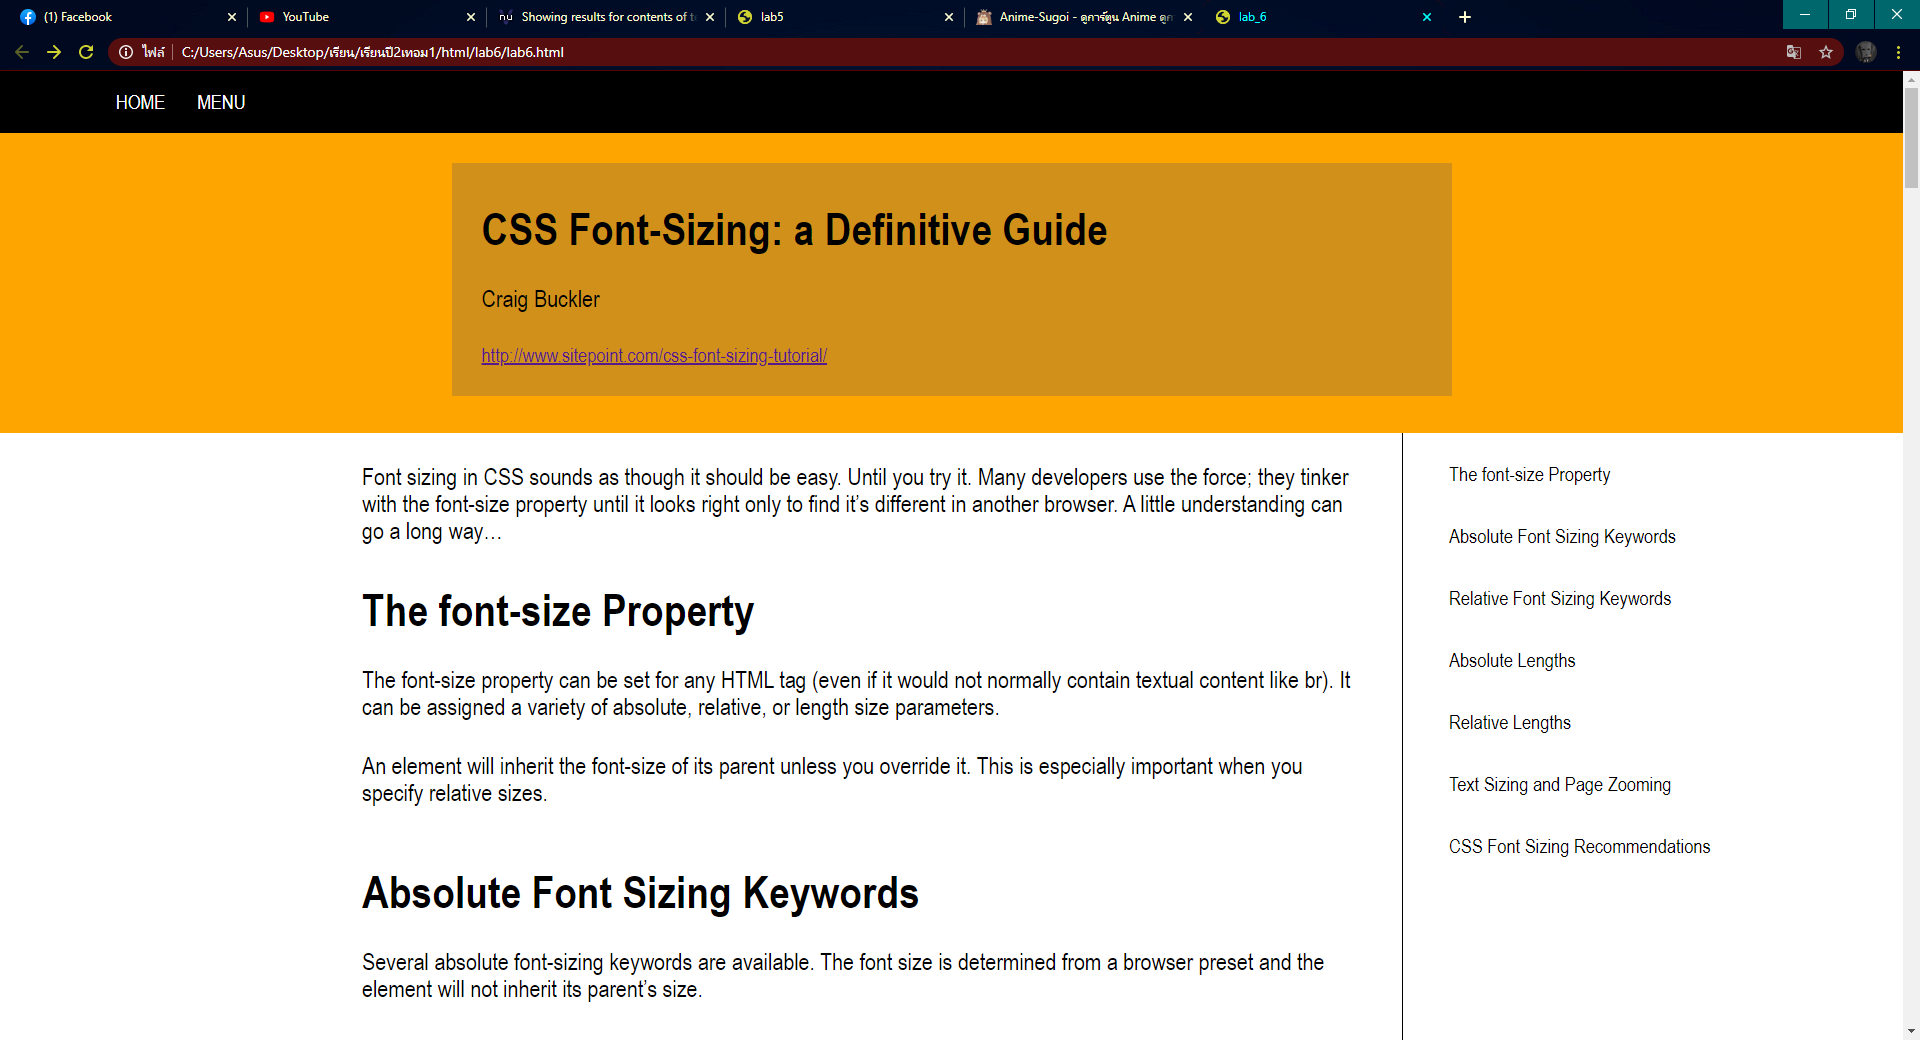 (1) Facebook
YouTube
Showing results for contents of t
lab5
Anime-Sugoi - ดูการ์ตูน Anime ดูก
lab_6
ไฟล์
C:/Users/Asus/Desktop/เรียน/เรียนปี2เทอม1/html/lab6/lab6.html
HOME
MENU
CSS Font-Sizing: a Definitive Guide
Craig Buckler
http://www.sitepoint.com/css-font-sizing-tutorial/
Font sizing in CSS sounds as though it should be easy. Until you try it. Many developers use the force; they tinker
with the font-size property until it looks right only to find it’s different in another browser. A little understanding can
go a long way…
The font-size Property
The font-size property can be set for any HTML tag (even if it would not normally contain textual content like br). It
can be assigned a variety of absolute, relative, or length size parameters.
An element will inherit the font-size of its parent unless you override it. This is especially important when you
specify relative sizes.
Absolute Font Sizing Keywords
Several absolute font-sizing keywords are available. The font size is determined from a browser preset and the
element will not inherit its parent’s size.
The font-size Property
Absolute Font Sizing Keywords
Relative Font Sizing Keywords
Absolute Lengths
Relative Lengths
Text Sizing and Page Zooming
CSS Font Sizing Recommendations